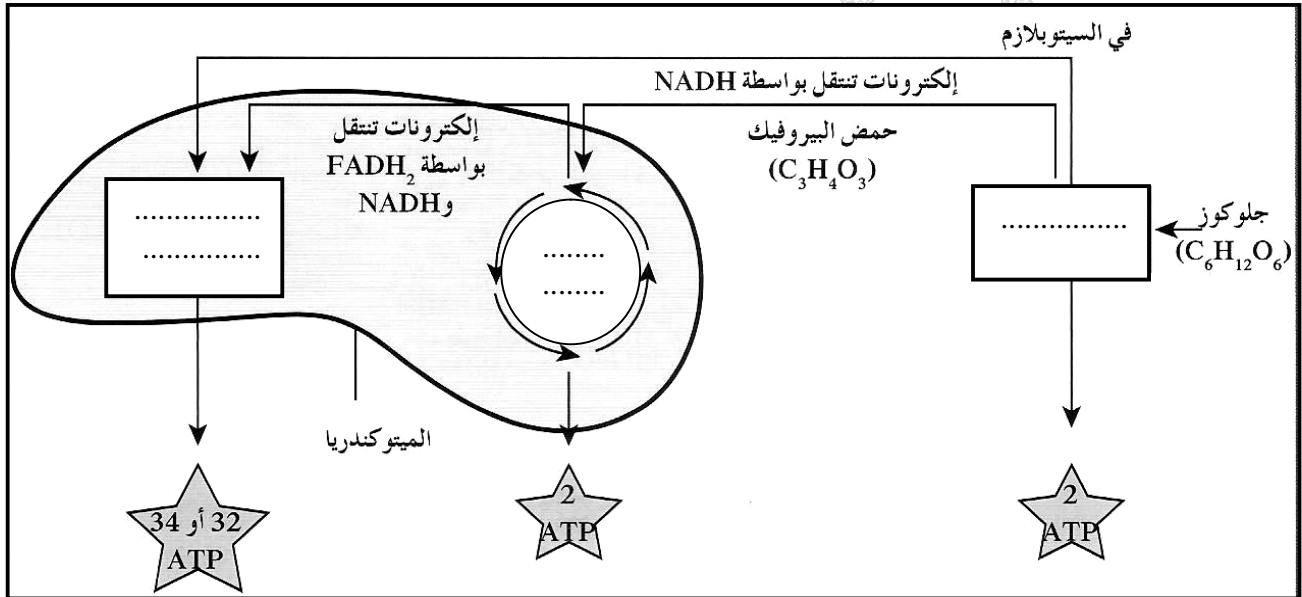 في السيتوبلازم
إلكترونات تنتقل بواسطة NADH
حمض البيروفيك
(C₃H₄O₃)
إلكترونات تنتقل
بواسطة FADH₂
وNADH
جلوكوز
(C₆H₁₂O₆)
................
................
...............
........
........
الميتوكندريا
2
ATP
2
ATP
32 أو 34
ATP